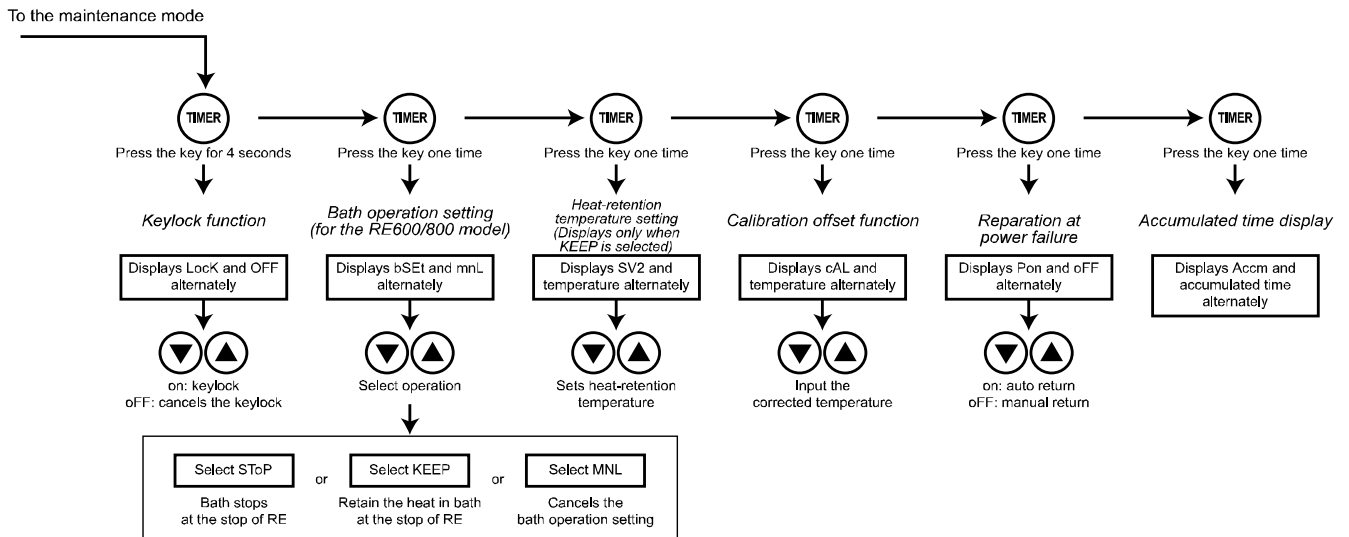 To the maintenance mode
TIMER
TIMER
TIMER
TIMER
TIMER
TIMER
Press the key for 4 seconds
Press the key one time
Press the key one time
Press the key one time
Press the key one time
Press the key one time
Keylock function
Bath operation setting
(for the RE600/800 model)
Heat-retention
temperature setting
(Displays only when
KEEP is selected)
Calibration offset function
Reparation at
power failure
Accumulated time display
Displays LocK and OFF
alternately
Displays bSEt and mnL
alternately
Displays SV2 and
temperature alternately
Displays cAL and
temperature alternately
Displays Pon and oFF
alternately
Displays Accm and
accumulated time
alternately
on: keylock
oFF: cancels the keylock
Select operation
Sets heat-retention
temperature
Input the
corrected temperature
on: auto return
oFF: manual return
Select SToP
or
Select KEEP
or
Select MNL
Bath stops
at the stop of RE
Retain the heat in bath
at the stop of RE
Cancels the
bath operation setting